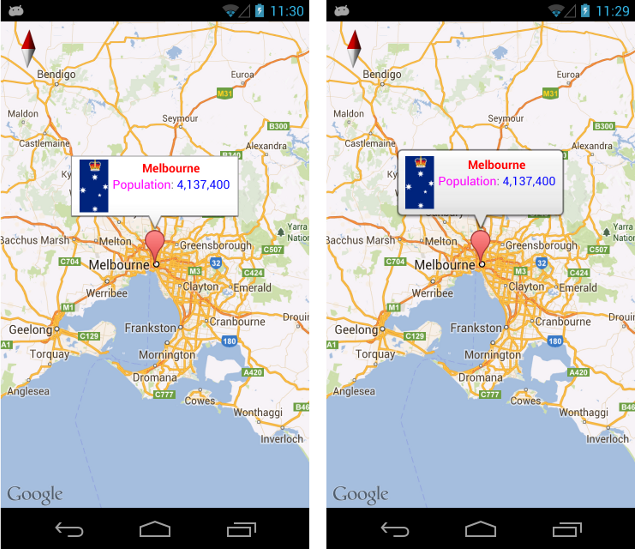 11:30
Bendigo
Euroa
M31
Maldon
Seymour
B300
Castlemaine
Alexandra
Ky
B340
Melbourne
Population: 4,137,400
Yarra
Nation
Bacchus Marsh
Melton
Greensborough
C507
C704
Melbourne
32
M3
C424
Werribee
Clayton
Emerald
M1
Geelong
Cranbourne
Drouin
A1
C129
Frankston
180
Torquay
Mornington
Dromana
A420
Anglesea
C777
Cowes
Wonthaggi
B46
Inverloch
Google
11:29
Bendigo
Euroa
M31
Maldon
Seymour
B300
Castlemaine
Alexandra
Melbourne
Population: 4,137,400
Yarra
Nation
Bacchus Marsh
Melton
Greensborough
C507
C704
Melbourne
32
M3
C424
Werribee
Clayton
Emerald
M1
Geelong
Cranbourne
Drouin
A1
C129
Frankston
180
Torquay
Mornington
Dromana
A420
Anglesea
C777
Cowes
Wonthaggi
B46
Inverloch
Google